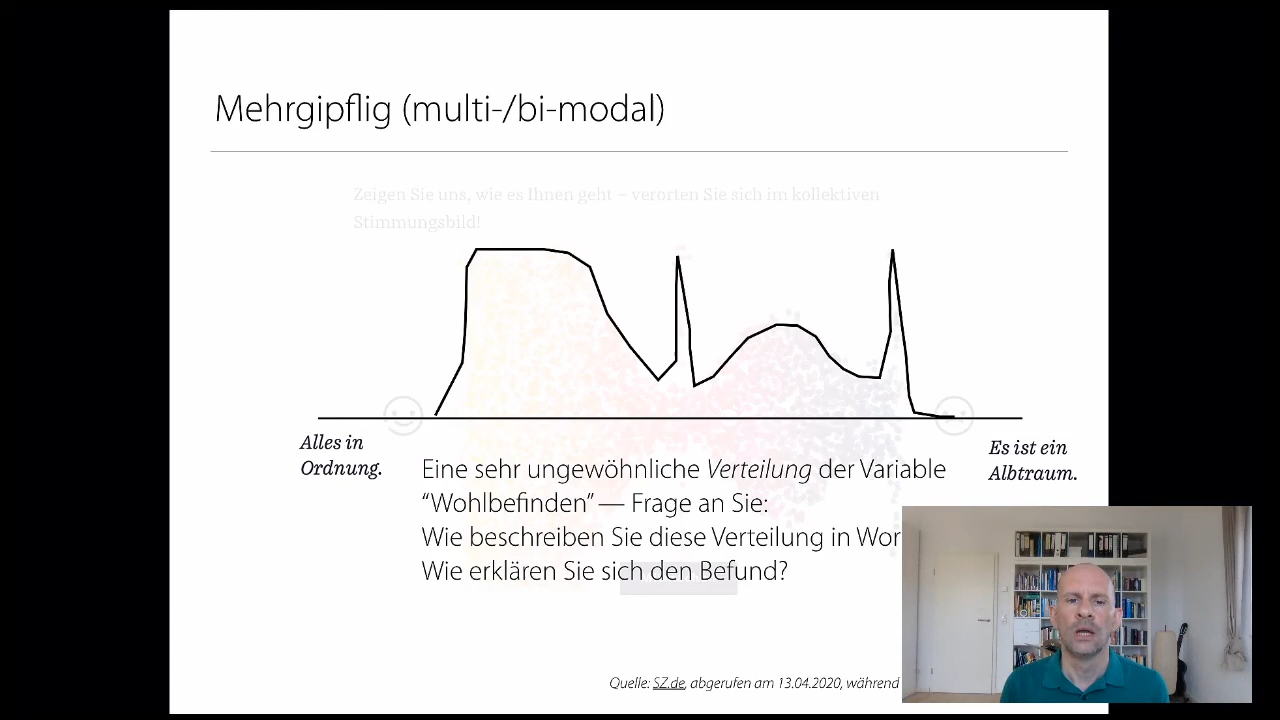 Mehrgipflig (multi-/bi-modal)
Zeigen Sie uns, wie es Ihnen geht – verorten Sie sich im kollektiven
Stimmungsbild!
Alles in
Ordnung.
Es ist ein
Albtraum.
Eine sehr ungewöhnliche Verteilung der Variable
“Wohlbefinden” — Frage an Sie:
Wie beschreiben Sie diese Verteilung in Wor
Wie erklären Sie sich den Befund?
Quelle: SZ.de, abgerufen am 13.04.2020, während